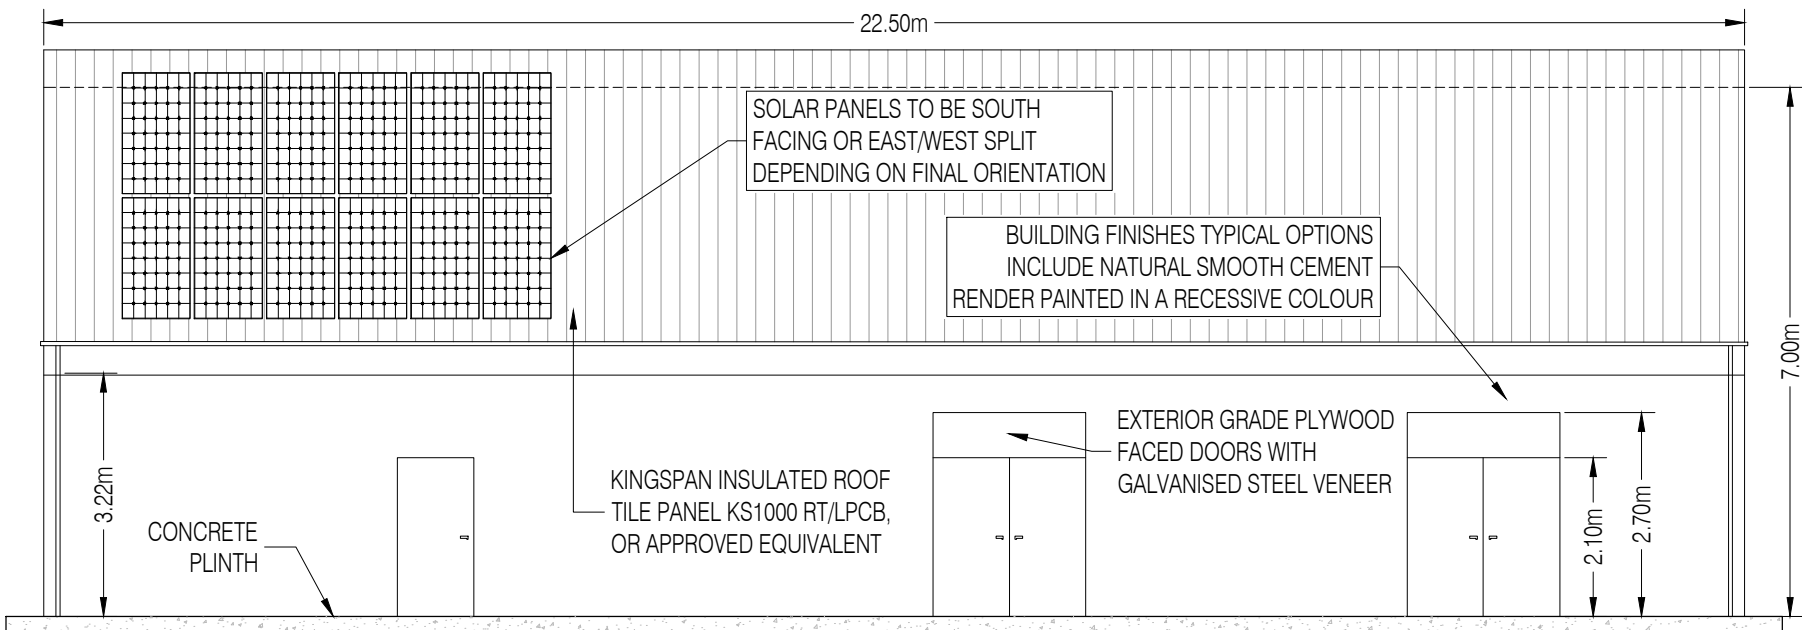 22.50m
SOLAR PANELS TO BE SOUTH
FACING OR EAST/WEST SPLIT
DEPENDING ON FINAL ORIENTATION
BUILDING FINISHES TYPICAL OPTIONS
INCLUDE NATURAL SMOOTH CEMENT
RENDER PAINTED IN A RECESSIVE COLOUR
7.00m
3.22m
CONCRETE
PLINTH
KINGSPAN INSULATED ROOF
TILE PANEL KS1000 RT/LPCB,
OR APPROVED EQUIVALENT
EXTERIOR GRADE PLYWOOD
FACED DOORS WITH
GALVANISED STEEL VENEER
2.10m
2.70m